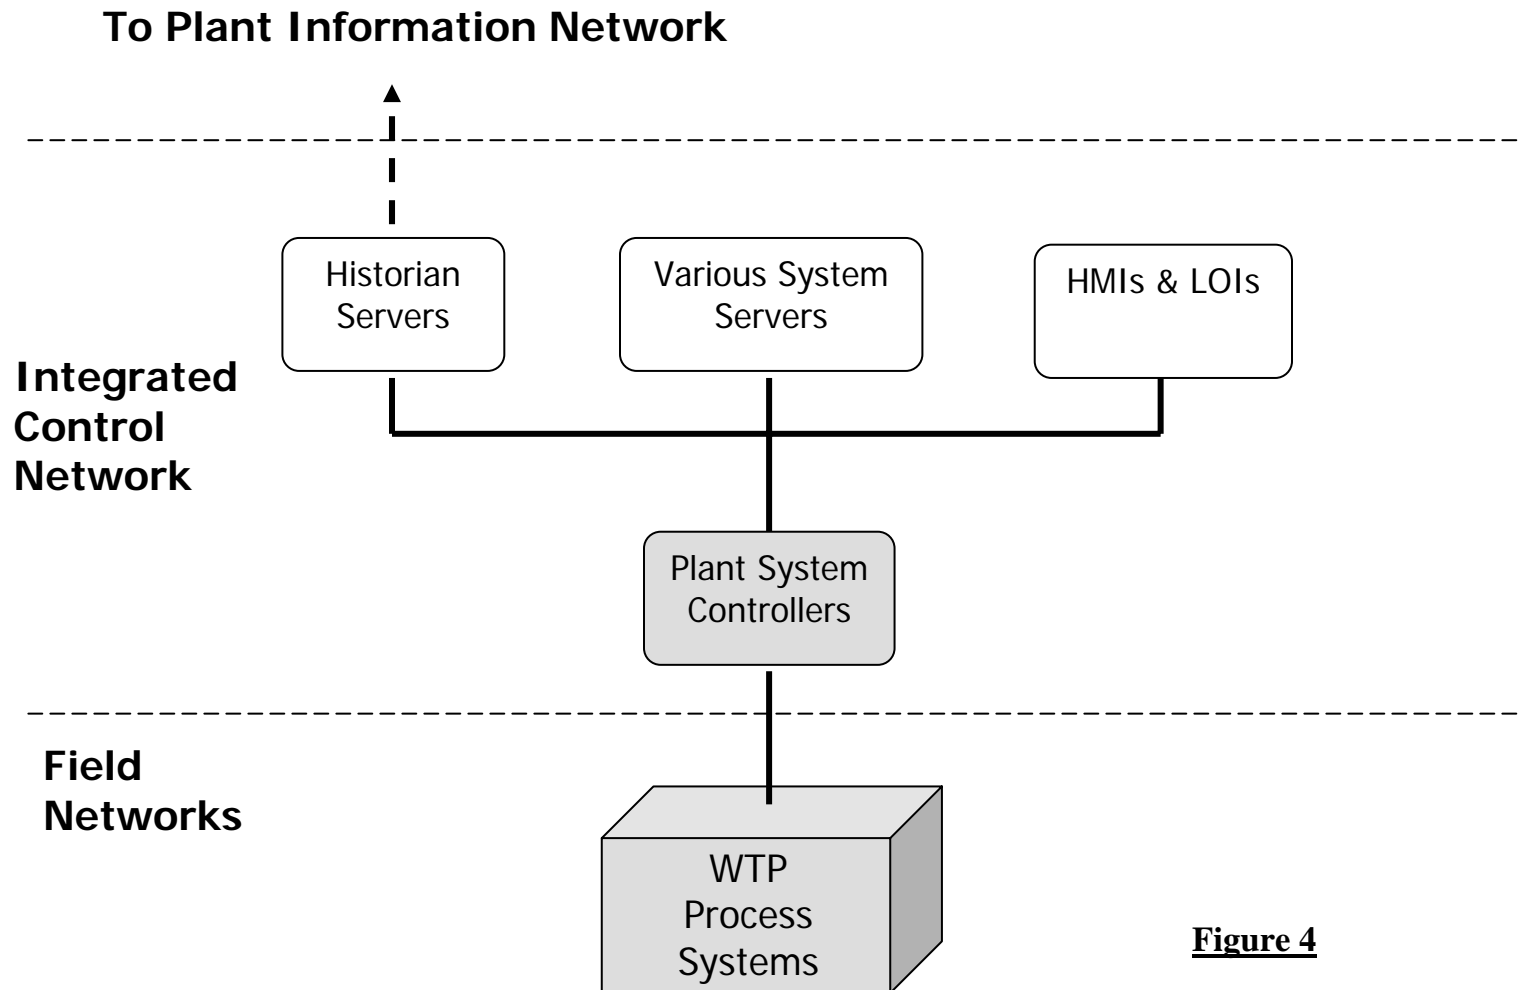 To Plant Information Network
Historian
Servers
Various System
Servers
HMIs & LOIs
Integrated
Control
Network
Plant System
Controllers
Field
Networks
WTP
Process
Systems
Figure 4